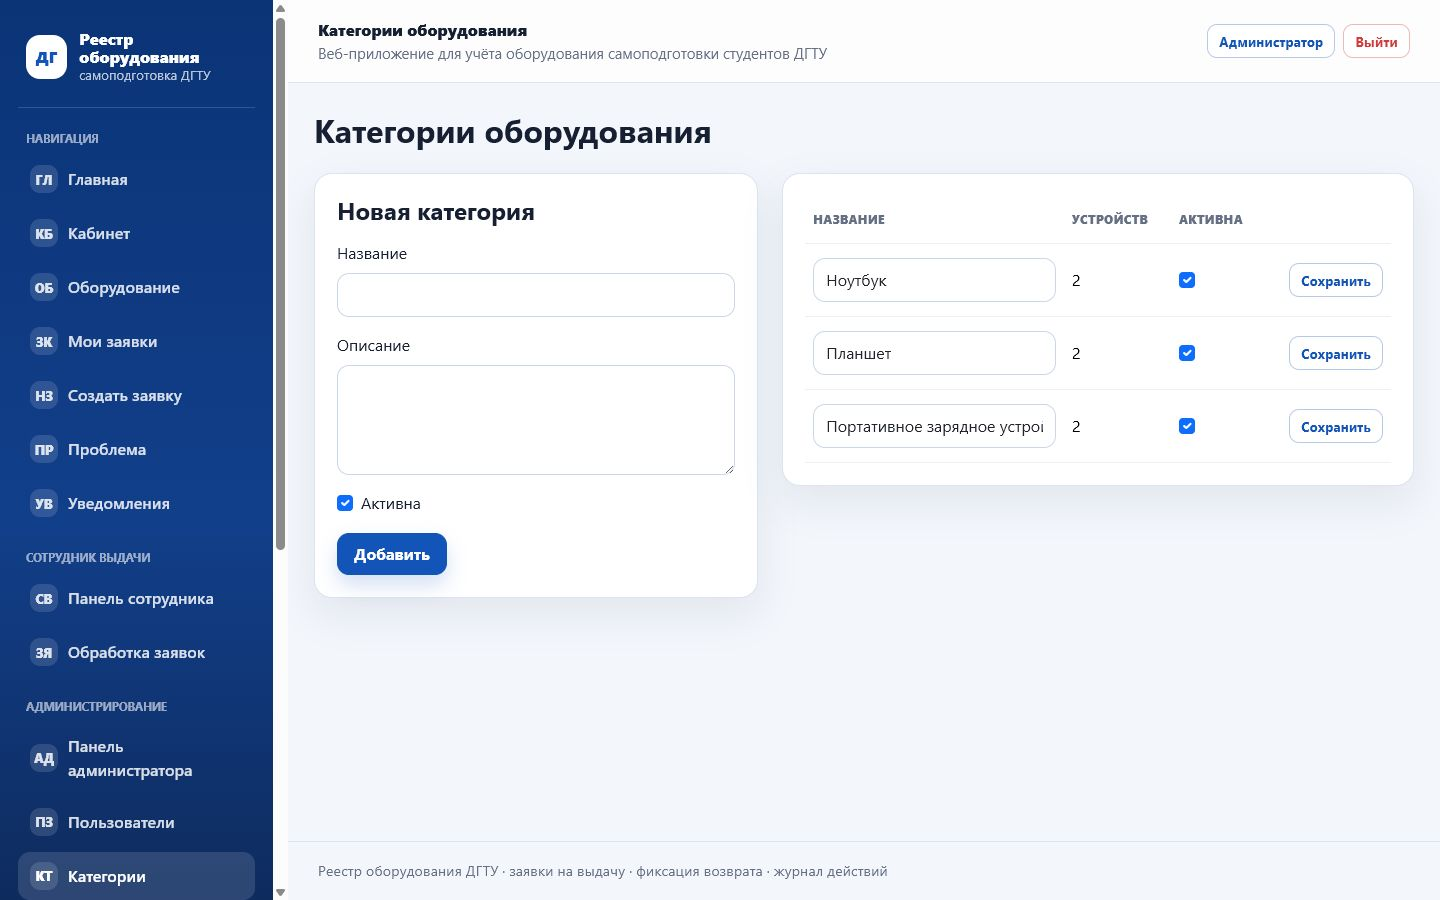 ДГ
Реестр
оборудования
самоподготовка ДГТУ
НАВИГАЦИЯ
ГЛ Главная
КБ Кабинет
ОБ Оборудование
ЗК Мои заявки
НЗ Создать заявку
ПР Проблема
УВ Уведомления
СОТРУДНИК ВЫДАЧИ
СВ Панель сотрудника
ЗЯ Обработка заявок
АДМИНИСТРИРОВАНИЕ
АД Панель
администратора
ПЗ Пользователи
КТ Категории
Категории оборудования
Веб-приложение для учёта оборудования самоподготовки студентов ДГТУ
Администратор Выйти
Категории оборудования
Новая категория
Название
Описание
Активна
Добавить
НАЗВАНИЕ УСТРОЙСТВ АКТИВНА
Ноутбук 2 Сохранить
Планшет 2 Сохранить
Портативное зарядное устрой 2 Сохранить
Реестр оборудования ДГТУ · заявки на выдачу · фиксация возврата · журнал действий